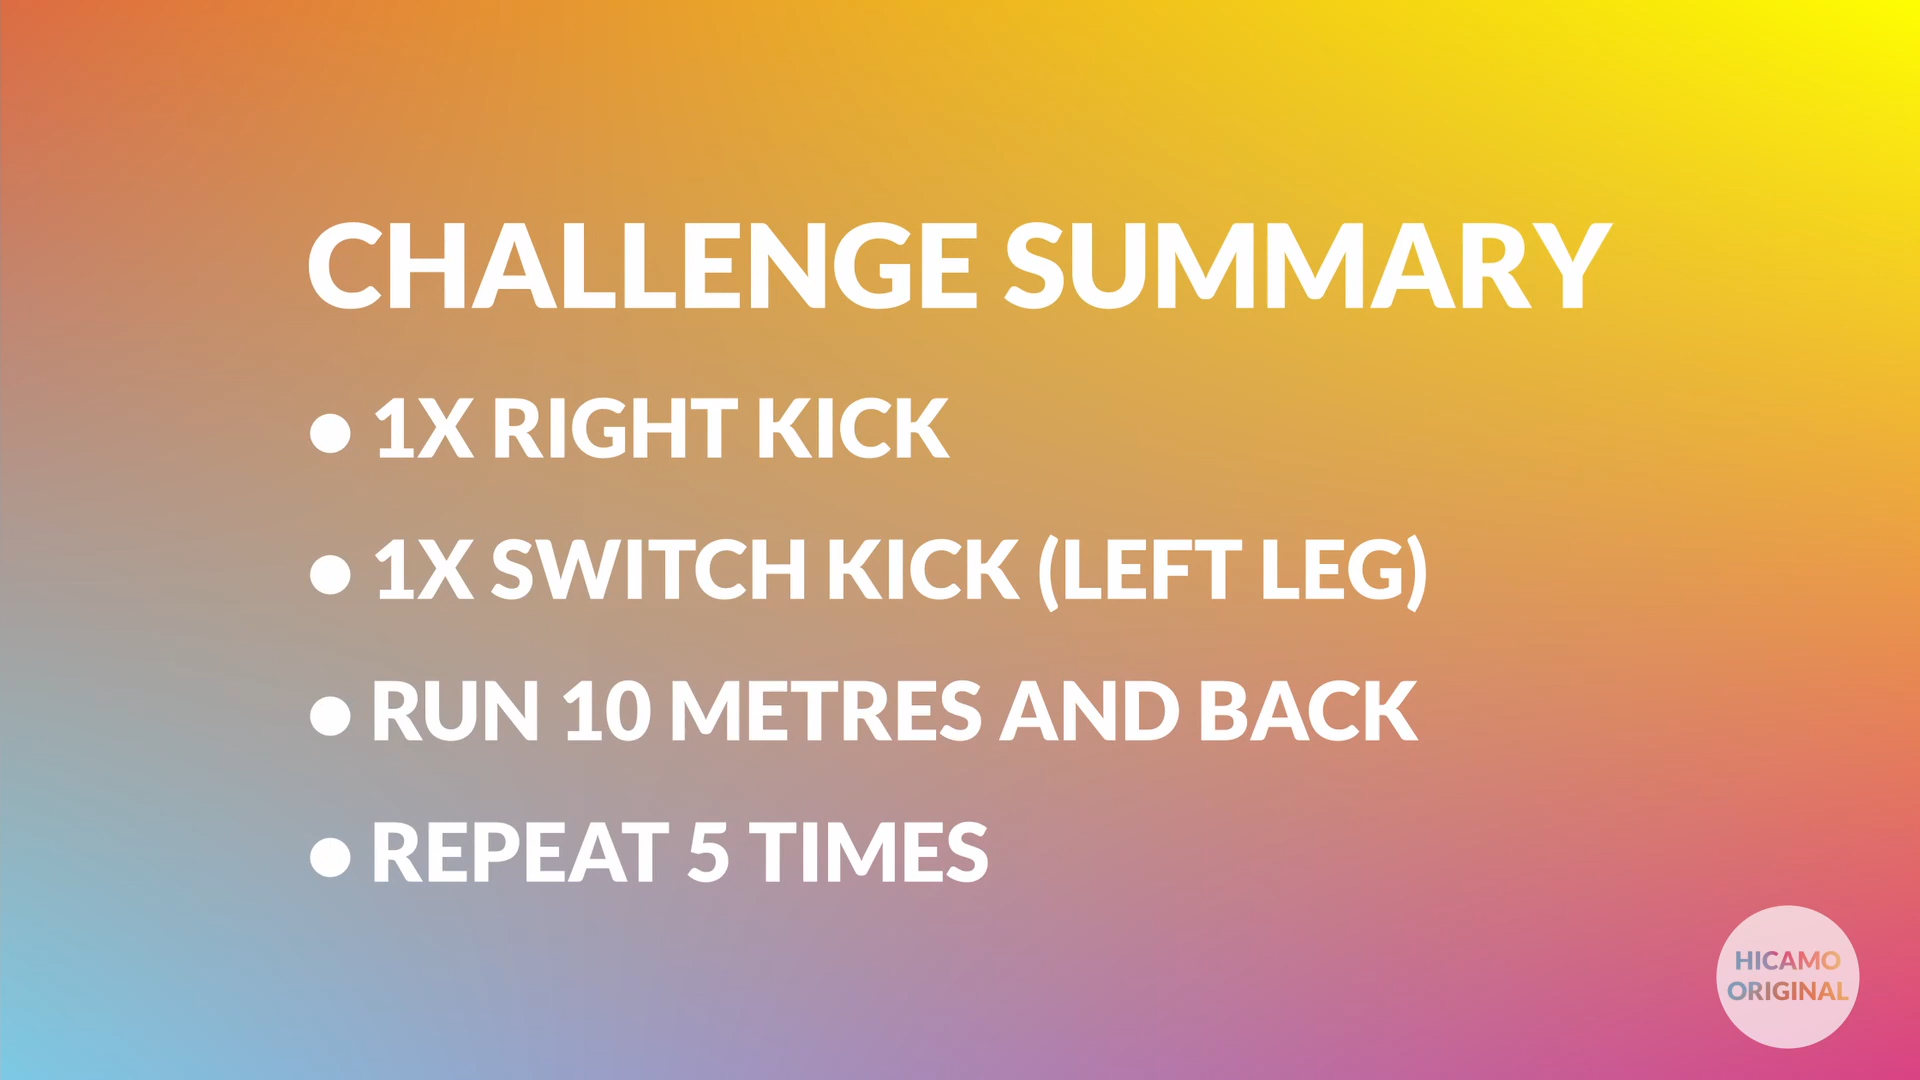 CHALLENGE SUMMARY
• 1X RIGHT KICK
• 1X SWITCH KICK (LEFT LEG)
• RUN 10 METRES AND BACK
• REPEAT 5 TIMES
HICAMO
ORIGINAL